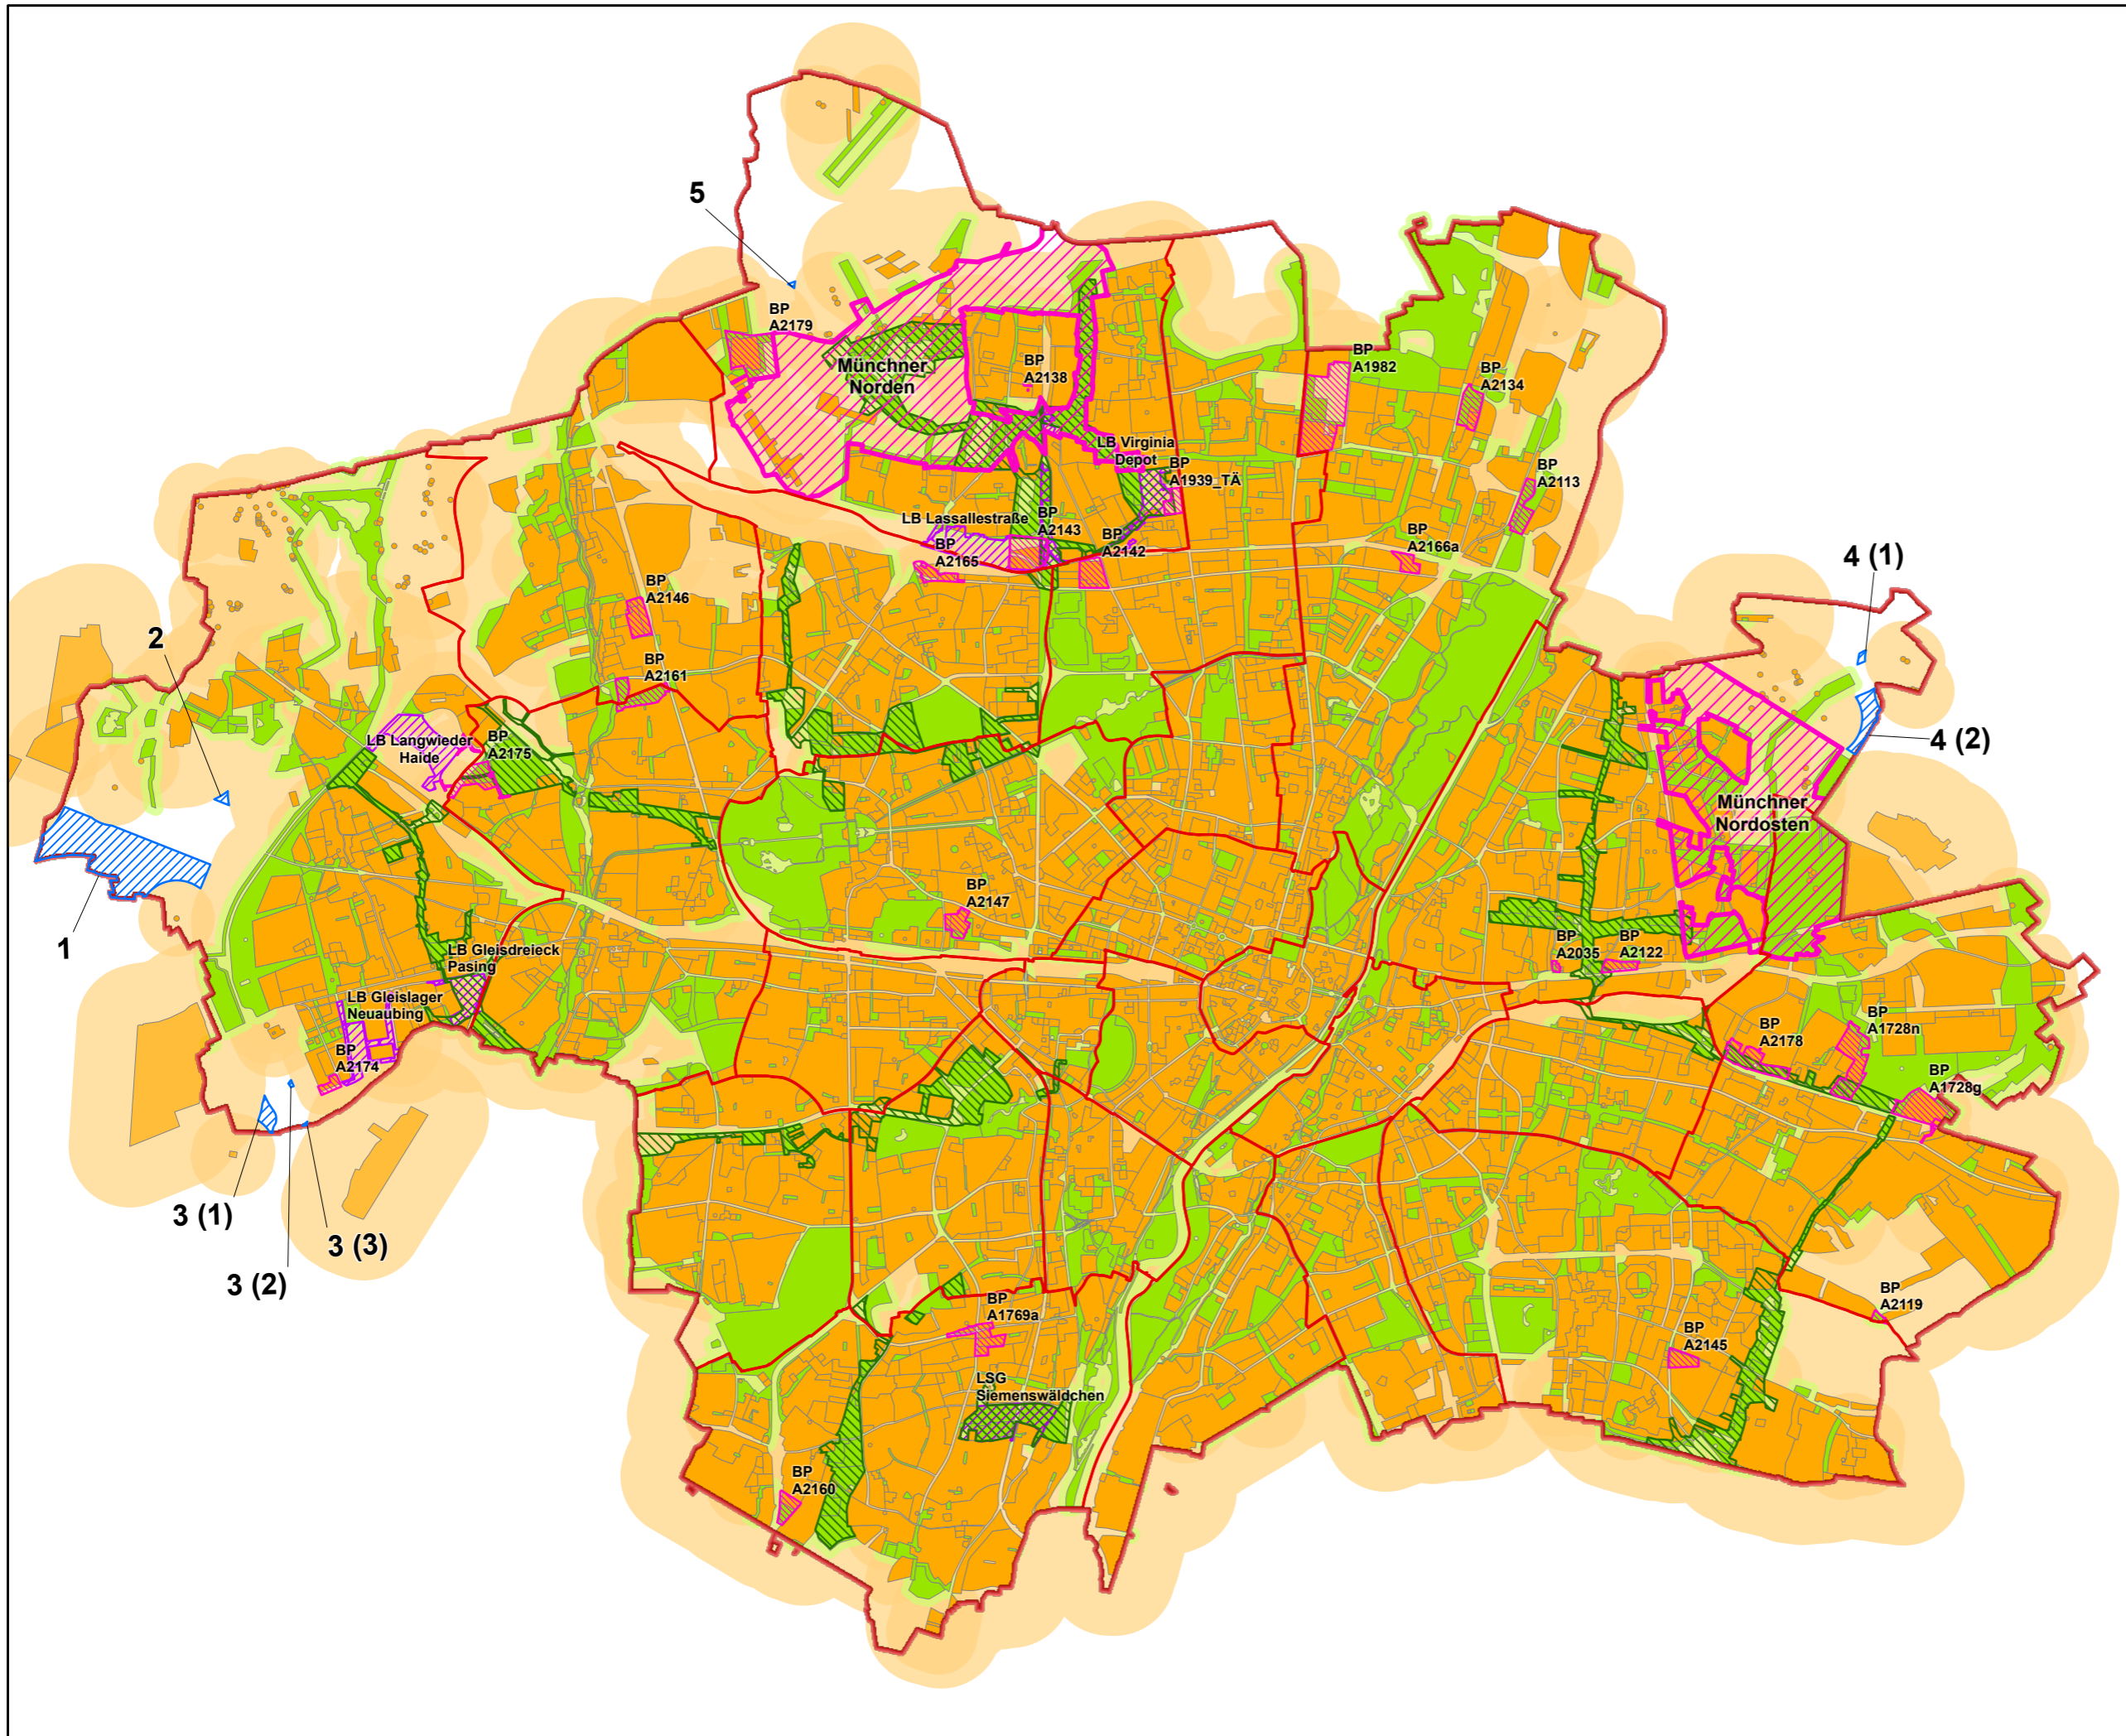 5
BP
A2179
Münchner
Norden
BP
A2138
BP
A1982
BP
A2134
LB Virginia
Depot
BP
A1939_TÄ
BP
A2113
LB Lassallestraße
BP
A2143
BP
A2142
BP
A2165
BP
A2166a
4 (1)
BP
A2146
2
BP
A2161
4 (2)
LB Langwieder
Haide
BP
A2175
Münchner
Nordosten
1
BP
A2147
LB Gleisdreieck
Pasing
BP
A2035
BP
A2122
LB Gleislager
Neuaubing
BP
A2174
BP
A2178
BP
A1728n
BP
A1728g
3 (1)
3 (3)
3 (2)
BP
A1769a
BP
A2119
BP
A2145
LSG
Siemenswäldchen
BP
A2160